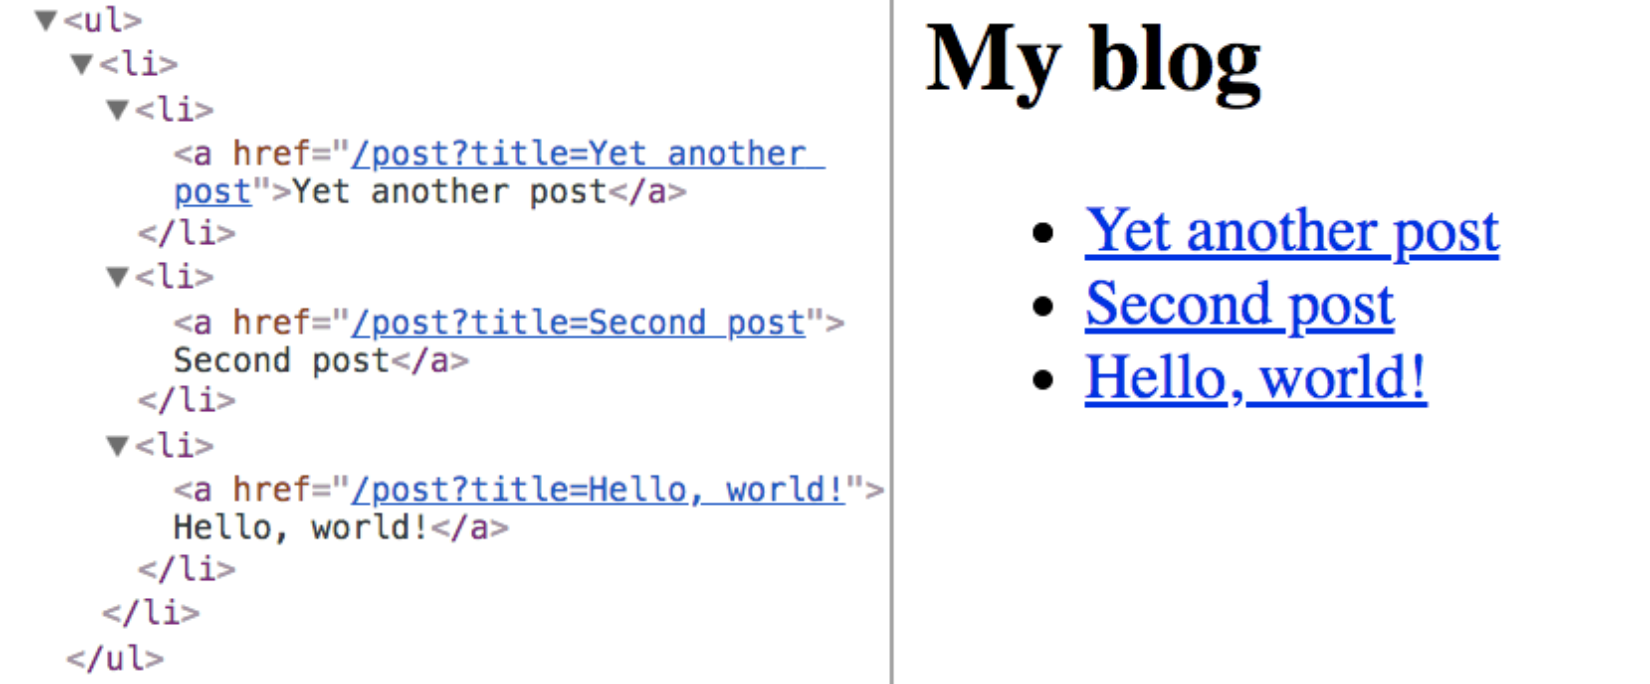 <ul>
<li>
<li>
<a href="/post?title=Yet another 
post">Yet another post</a>
</li>
<li>
<a href="/post?title=Second post">
Second post</a>
</li>
<li>
<a href="/post?title=Hello, world!">
Hello, world!</a>
</li>
</li>
</ul>
My blog
Yet another post
Second post
Hello, world!